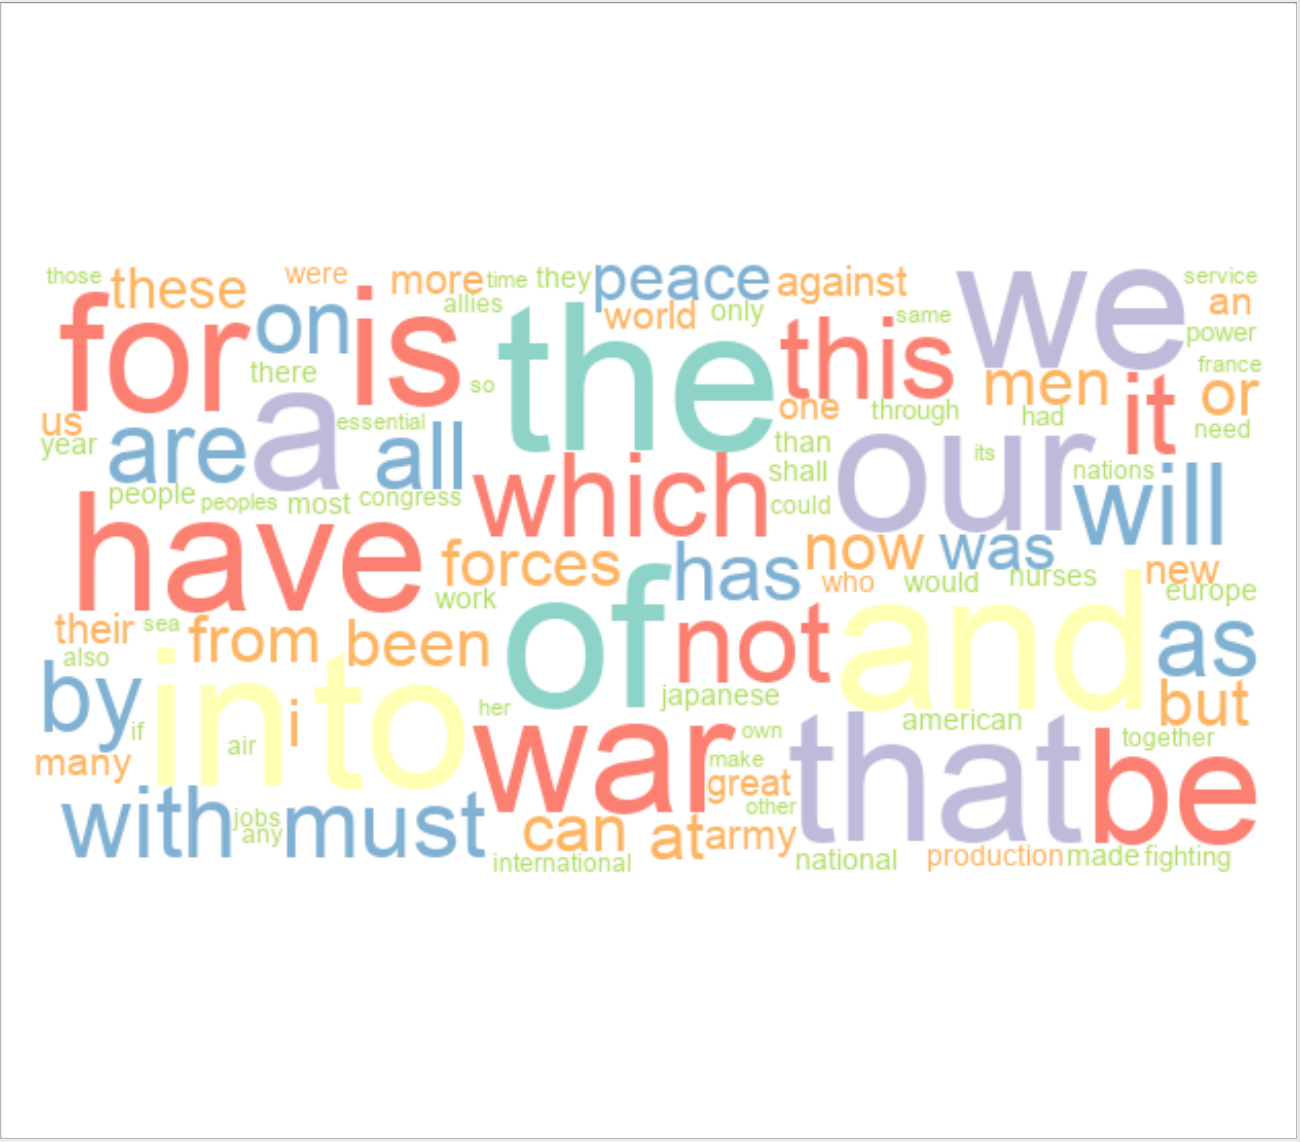 those these were more time they peace against we service
allies world only same an
for on is the this power
there so men it or france
us a essential one through had need
year are all than our its
people peoples most congress which shall nations will
have could
forces has now was new
work who would nurses europe
their sea from been of not and as
also
by if in to i her japanese but
many air war own american that together be
make great
with jobs any must can at army other
international national production made fighting